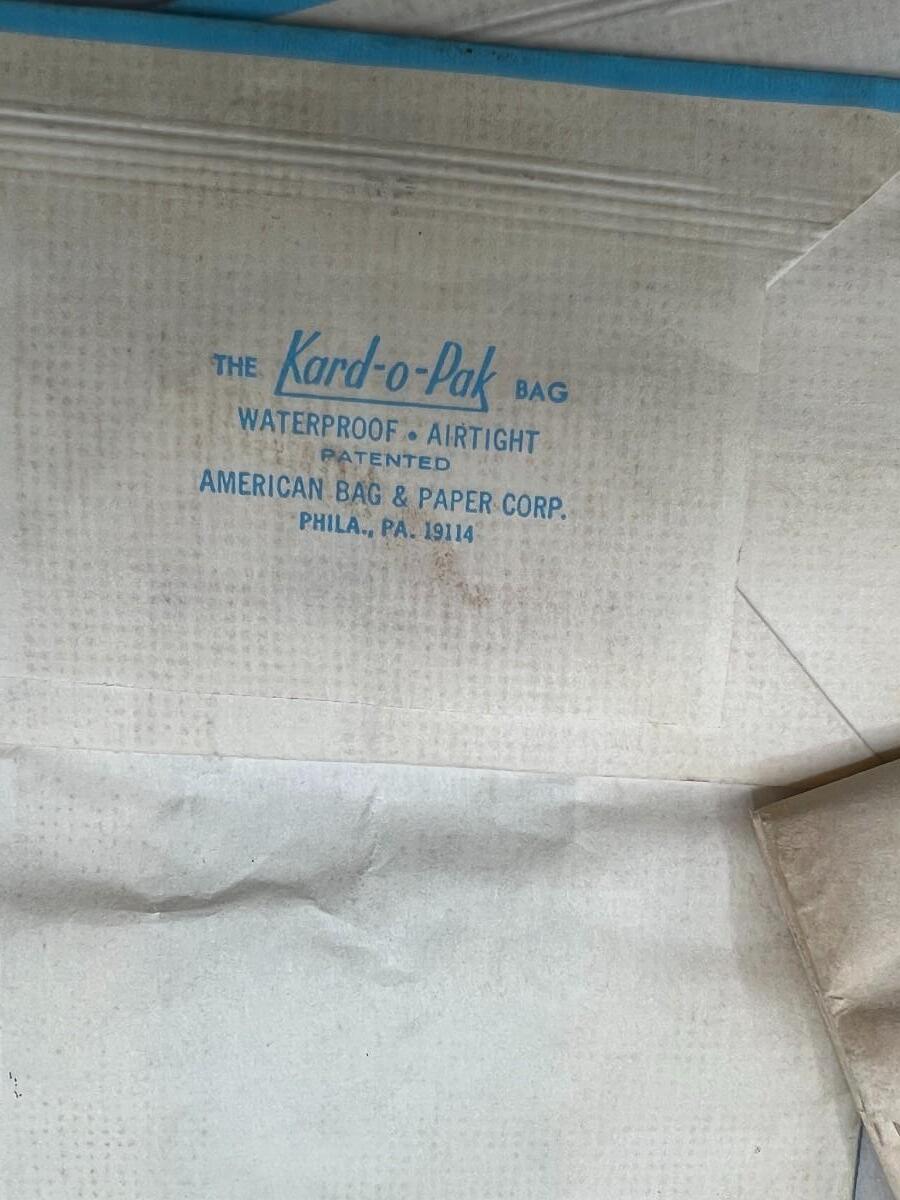 THE Kard-o-Pak BAG
WATERPROOF • AIRTIGHT
PATENTED
AMERICAN BAG & PAPER CORP.
PHILA., PA. 19114